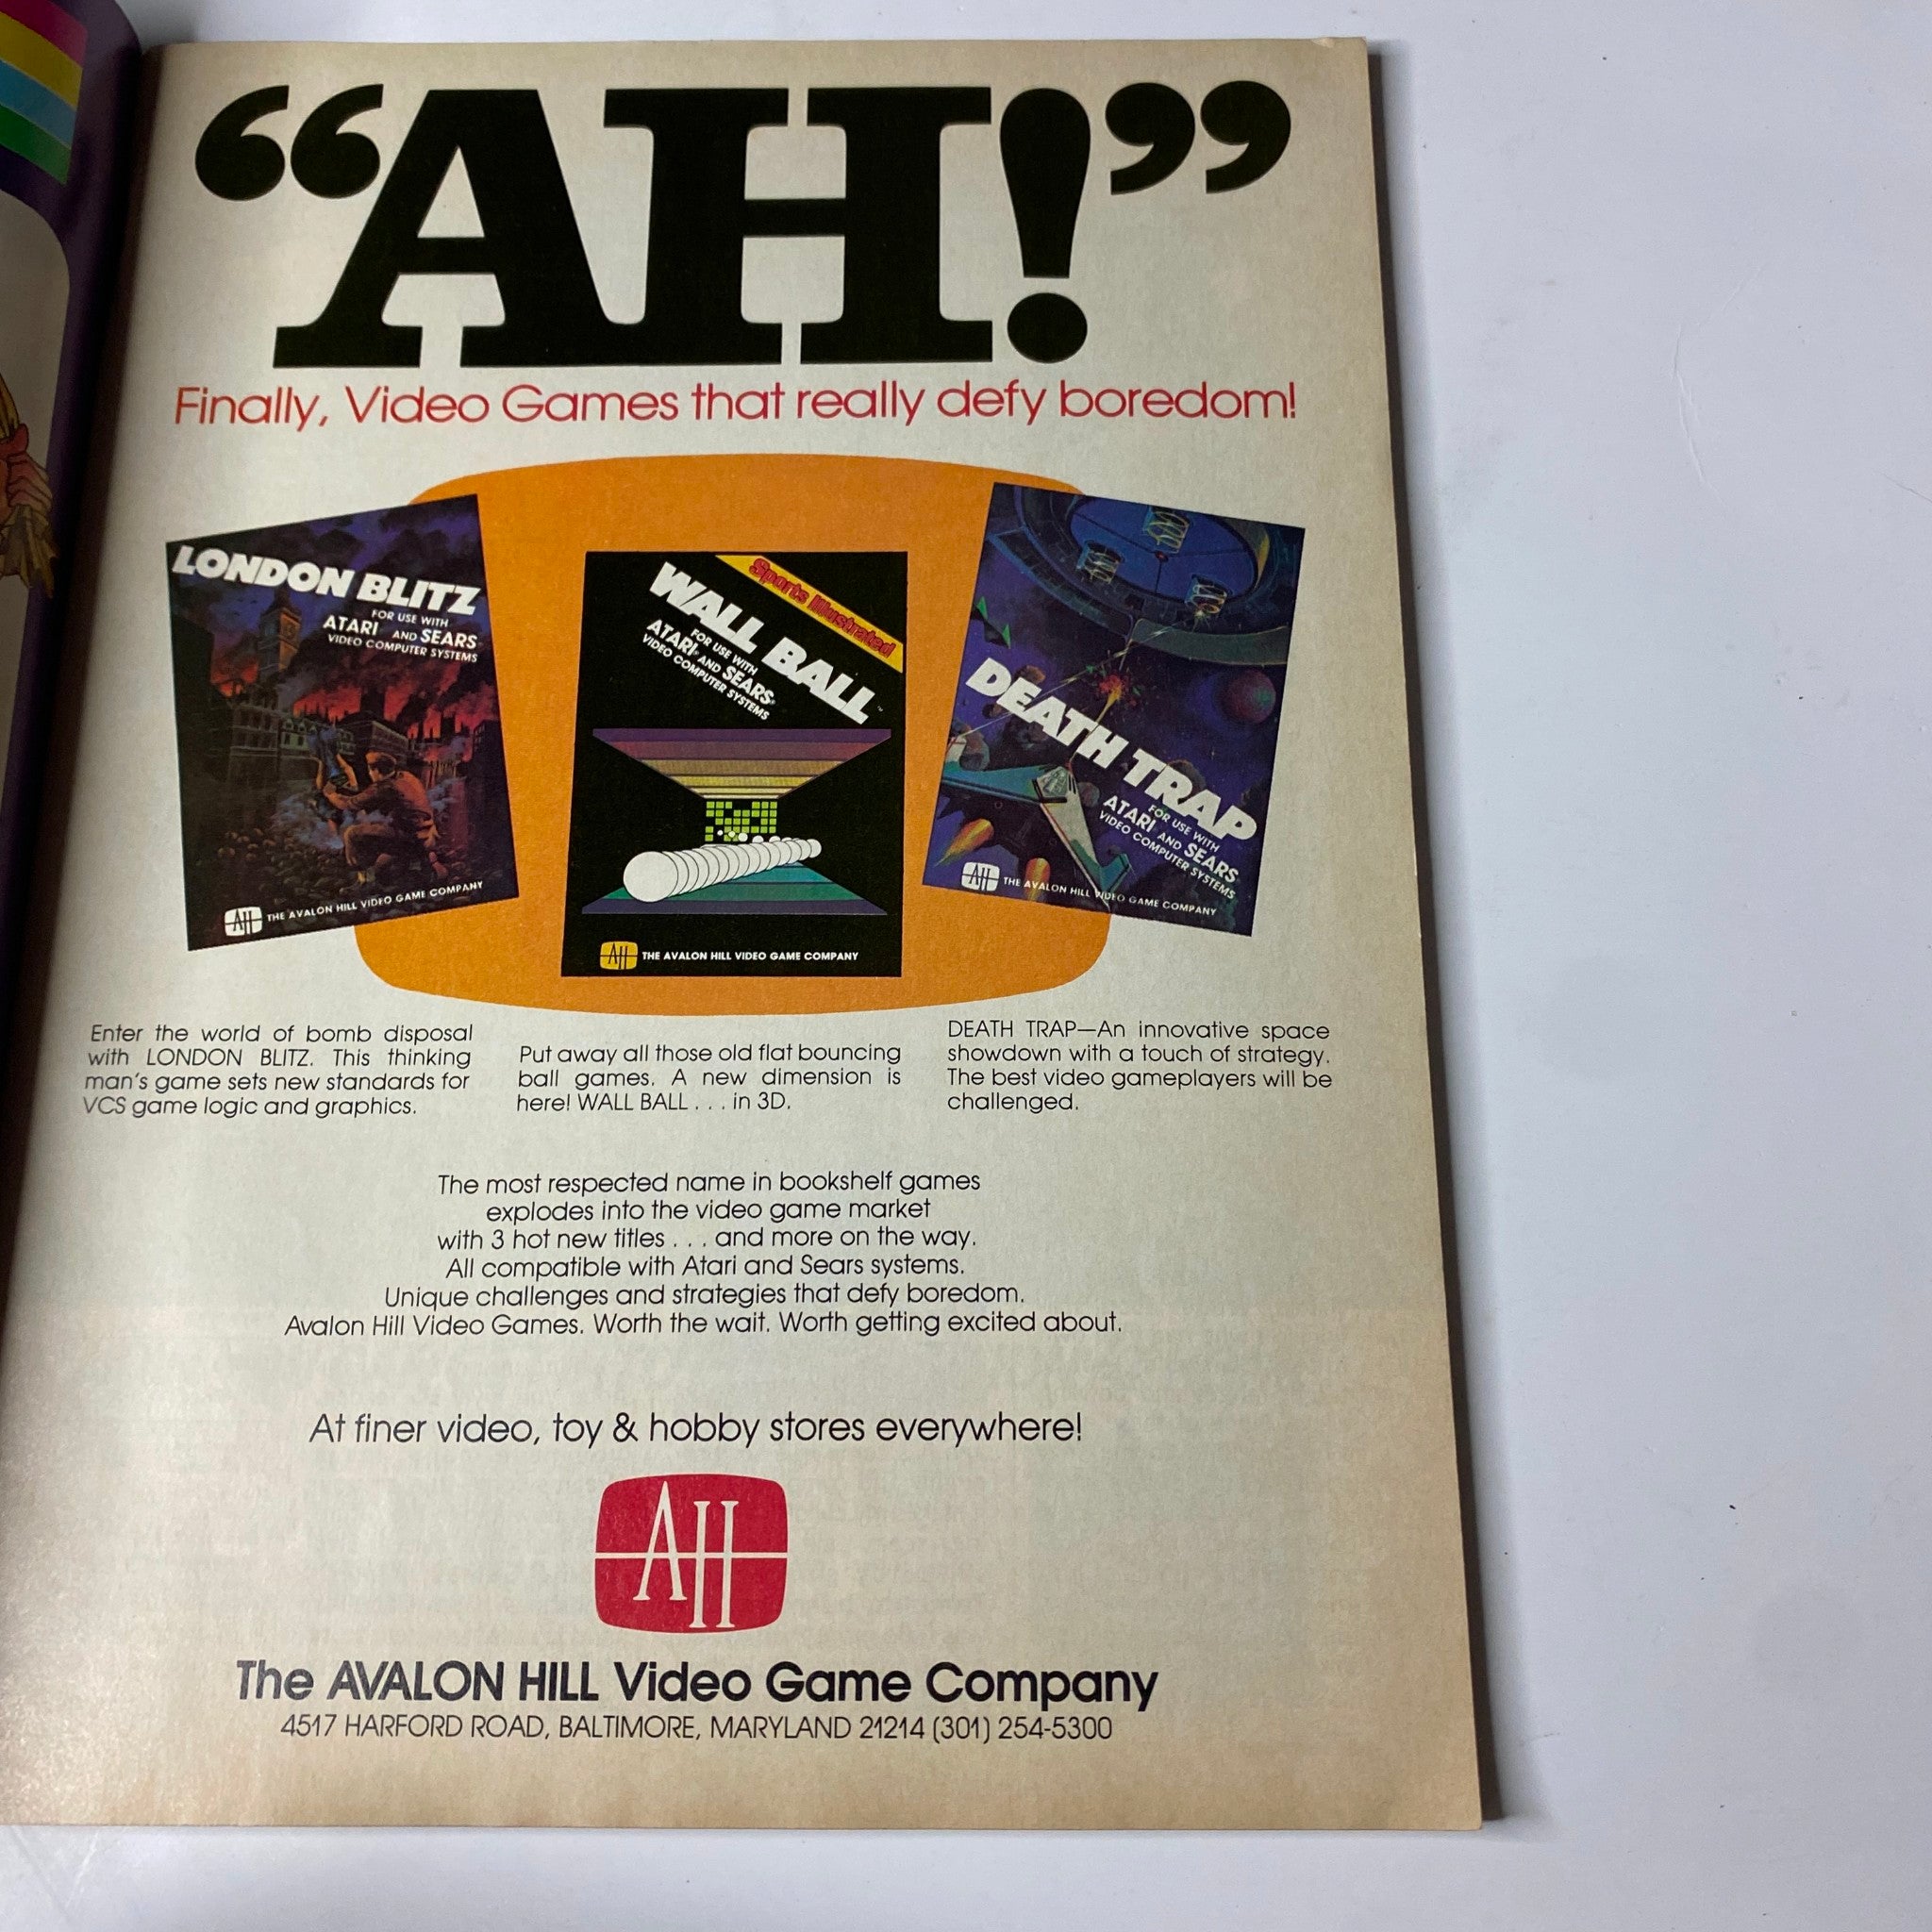 “AH!”
Finally, Video Games that really defy boredom!
LONDON BLITZ
FOR USE WITH
ATARI AND SEARS
VIDEO COMPUTER SYSTEMS
AH THE AVALON HILL VIDEO GAME COMPANY
Sports Illustrated
WALL BALL
FOR USE WITH
ATARI® AND SEARS®
VIDEO COMPUTER SYSTEMS
AH THE AVALON HILL VIDEO GAME COMPANY
DEATH TRAP
FOR USE WITH
ATARI AND SEARS
VIDEO COMPUTER SYSTEMS
AH THE AVALON HILL VIDEO GAME COMPANY
Enter the world of bomb disposal
with LONDON BLITZ. This thinking
man's game sets new standards for
VCS game logic and graphics.
Put away all those old flat bouncing
ball games. A new dimension is
here! WALL BALL . . . in 3D.
DEATH TRAP—An innovative space
showdown with a touch of strategy.
The best video gameplayers will be
challenged.
The most respected name in bookshelf games
explodes into the video game market
with 3 hot new titles . . . and more on the way.
All compatible with Atari and Sears systems.
Unique challenges and strategies that defy boredom.
Avalon Hill Video Games. Worth the wait. Worth getting excited about.
At finer video, toy & hobby stores everywhere!
AH
The AVALON HILL Video Game Company
4517 HARFORD ROAD, BALTIMORE, MARYLAND 21214 (301) 254-5300